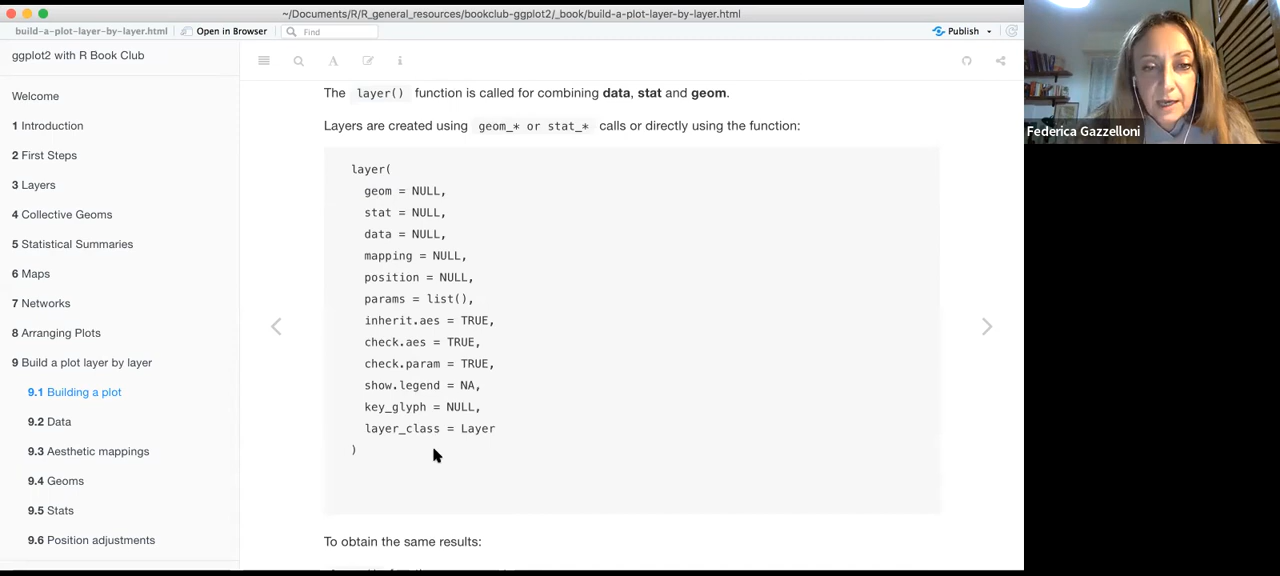 ~/Documents/R/R_general_resources/bookclub-ggplot2/_book/build-a-plot-layer-by-layer.html
build-a-plot-layer-by-layer.html
Open in Browser
Find
Publish
ggplot2 with R Book Club
Welcome
1 Introduction
2 First Steps
3 Layers
4 Collective Geoms
5 Statistical Summaries
6 Maps
7 Networks
8 Arranging Plots
9 Build a plot layer by layer
9.1 Building a plot
9.2 Data
9.3 Aesthetic mappings
9.4 Geoms
9.5 Stats
9.6 Position adjustments
A
The layer() function is called for combining data, stat and geom.
Layers are created using geom_* or stat_* calls or directly using the function:
layer(
geom = NULL,
stat = NULL,
data = NULL,
mapping = NULL,
position = NULL,
params = list(),
inherit.aes = TRUE,
check.aes = TRUE,
check.param = TRUE,
show.legend = NA,
key_glyph = NULL,
layer_class = Layer
)
To obtain the same results:
Federica Gazzelloni